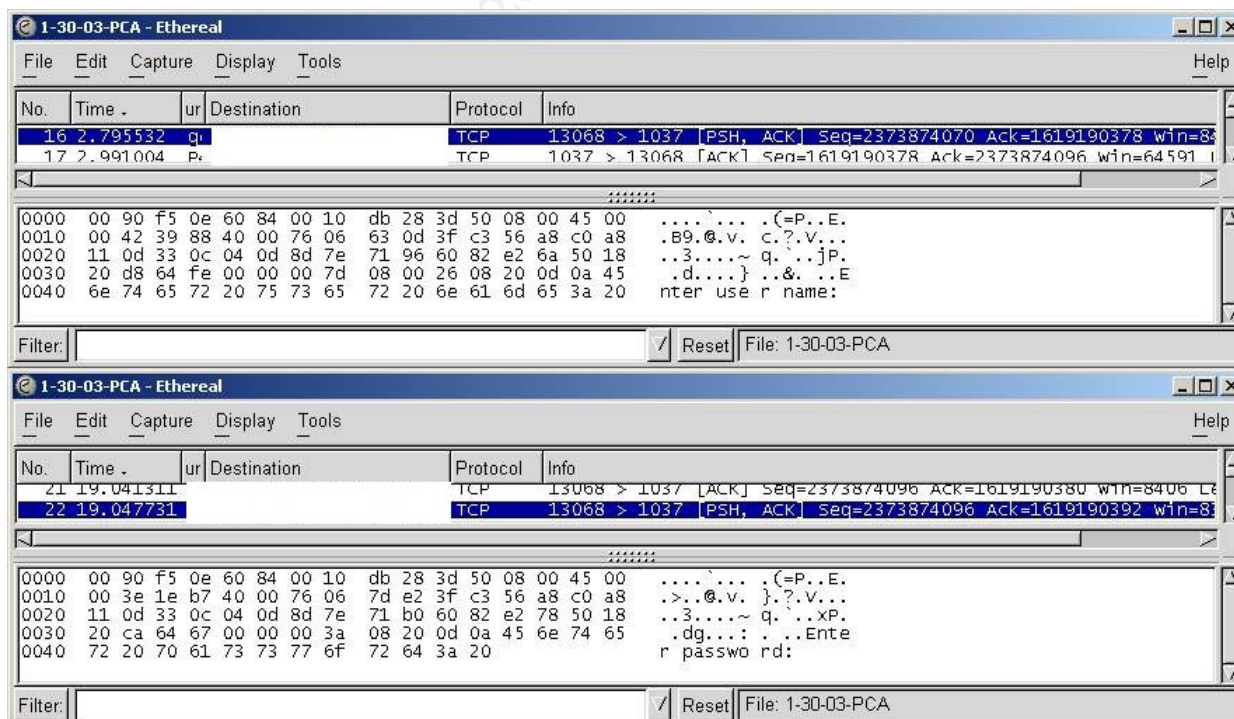 1-30-03-PCA - Ethereal
File Edit Capture Display Tools Help
No. Time . ur Destination Protocol Info
16 2.795532 TCP 13068 > 1037 [PSH, ACK] Seq=2373874070 Ack=1619190378 Win=84
17 2.991004 TCP 1037 > 13068 [ACK] Seq=1619190378 Ack=2373874096 Win=64591
0000 00 90 f5 0e 60 84 00 10 db 28 3d 50 08 00 45 00 ....`... .(=P..E.
0010 00 42 39 88 40 00 76 06 63 0d 3f c3 56 a8 c0 a8 .B9.@.v. c.?.V...
0020 11 0d 33 0c 04 0d 8d 7e 71 96 60 82 e2 6a 50 18 ..3....~ q.`..jP.
0030 20 d8 64 fe 00 00 00 7d 08 00 26 08 20 0d 0a 45 .d....} ..&. ..E
0040 6e 74 65 72 20 75 73 65 72 20 6e 61 6d 65 3a 20 nter use r name:
Filter: Reset File: 1-30-03-PCA
1-30-03-PCA - Ethereal
File Edit Capture Display Tools Help
No. Time . ur Destination Protocol Info
21 19.041311 TCP 13068 > 1037 [ACK] Seq=2373874096 Ack=1619190380 Win=8406 Le
22 19.047731 TCP 13068 > 1037 [PSH, ACK] Seq=2373874096 Ack=1619190392 Win=83
0000 00 90 f5 0e 60 84 00 10 db 28 3d 50 08 00 45 00 ....`... .(=P..E.
0010 00 3e 1e b7 40 00 76 06 7d e2 3f c3 56 a8 c0 a8 .>..@.v. }.?.V...
0020 11 0d 33 0c 04 0d 8d 7e 71 b0 60 82 e2 78 50 18 ..3....~ q.`..xP.
0030 20 ca 64 67 00 00 00 3a 08 20 0d 0a 45 6e 74 65 .dg...: . ..Ente
0040 72 20 70 61 73 73 77 6f 72 64 3a 20 r passwo rd:
Filter: Reset File: 1-30-03-PCA